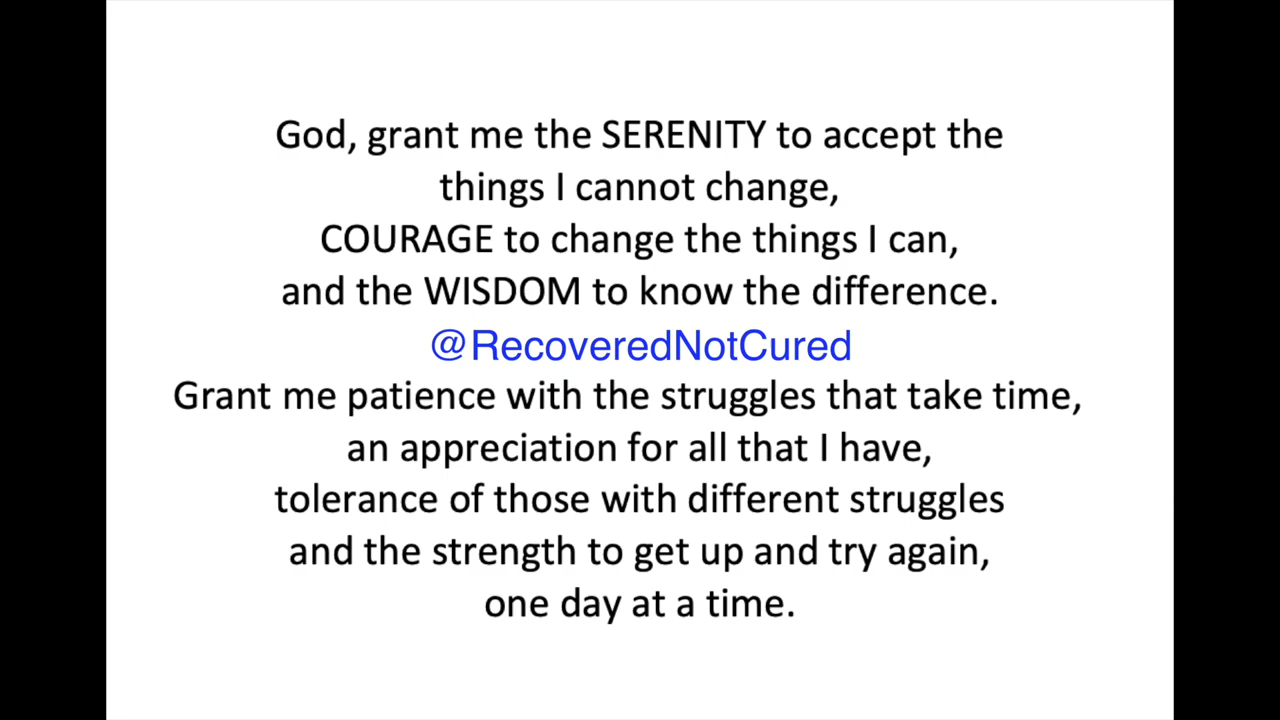 God, grant me the SERENITY to accept the
things I cannot change,
COURAGE to change the things I can,
and the WISDOM to know the difference.
@RecoveredNotCured
Grant me patience with the struggles that take time,
an appreciation for all that I have,
tolerance of those with different struggles
and the strength to get up and try again,
one day at a time.